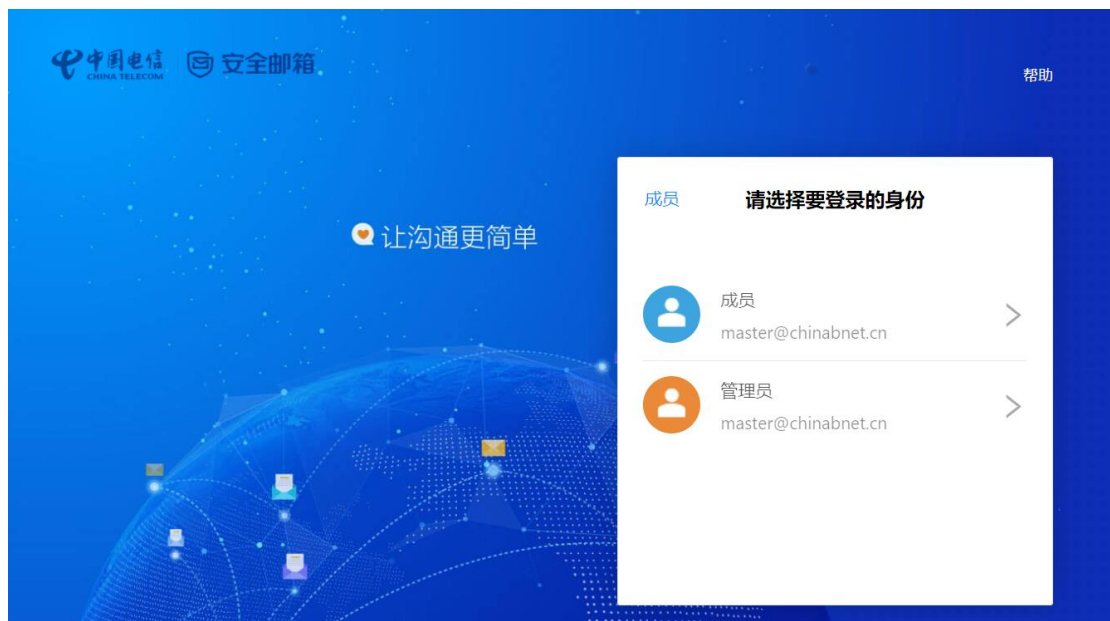 中国电信
CHINA TELECOM
安全邮箱
帮助
让沟通更简单
成员
请选择要登录的身份
成员
master@chinabnet.cn
管理员
master@chinabnet.cn